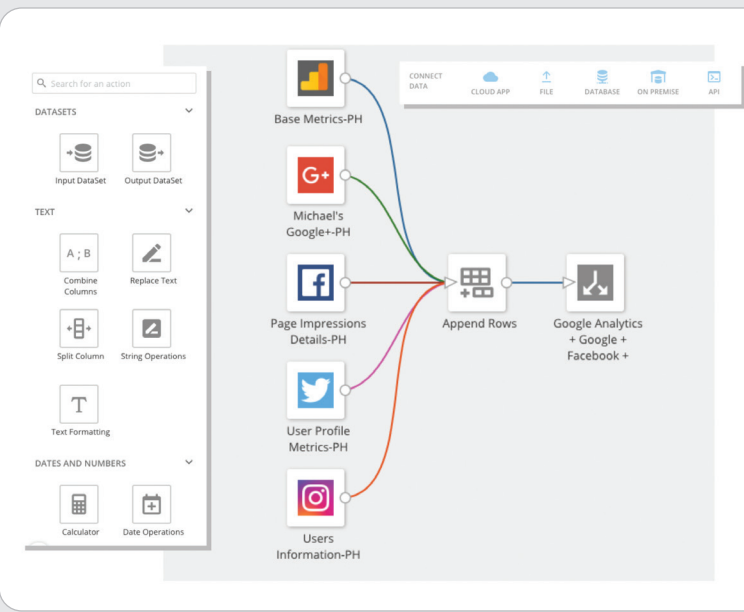 Search for an action
DATASETS
Input DataSet
Output DataSet
TEXT
A ; B
Combine
Columns
Replace Text
Split Column
String Operations
T
Text Formatting
DATES AND NUMBERS
Calculator
Date Operations
Base Metrics-PH
G+
Michael's
Google+-PH
f
Page Impressions
Details-PH
User Profile
Metrics-PH
Users
Information-PH
Append Rows
Google Analytics
+ Google +
Facebook +
CONNECT
DATA
CLOUD APP
FILE
DATABASE
ON PREMISE
API